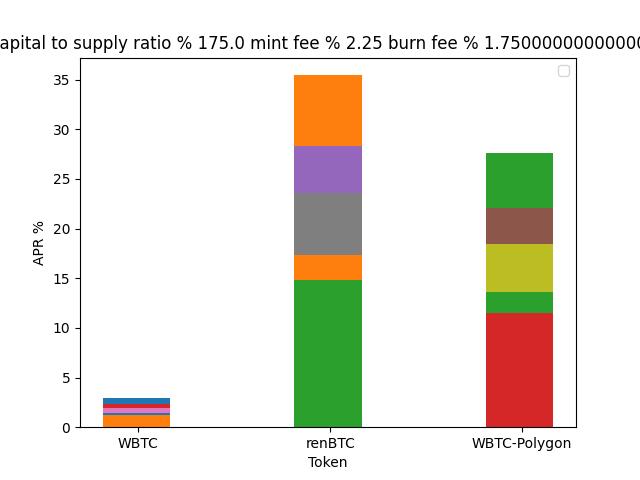 apital to supply ratio % 175.0 mint fee % 2.25 burn fee % 1.7500000000000
35
30
25
20
15
10
5
0
APR %
WBTC renBTC WBTC-Polygon
Token